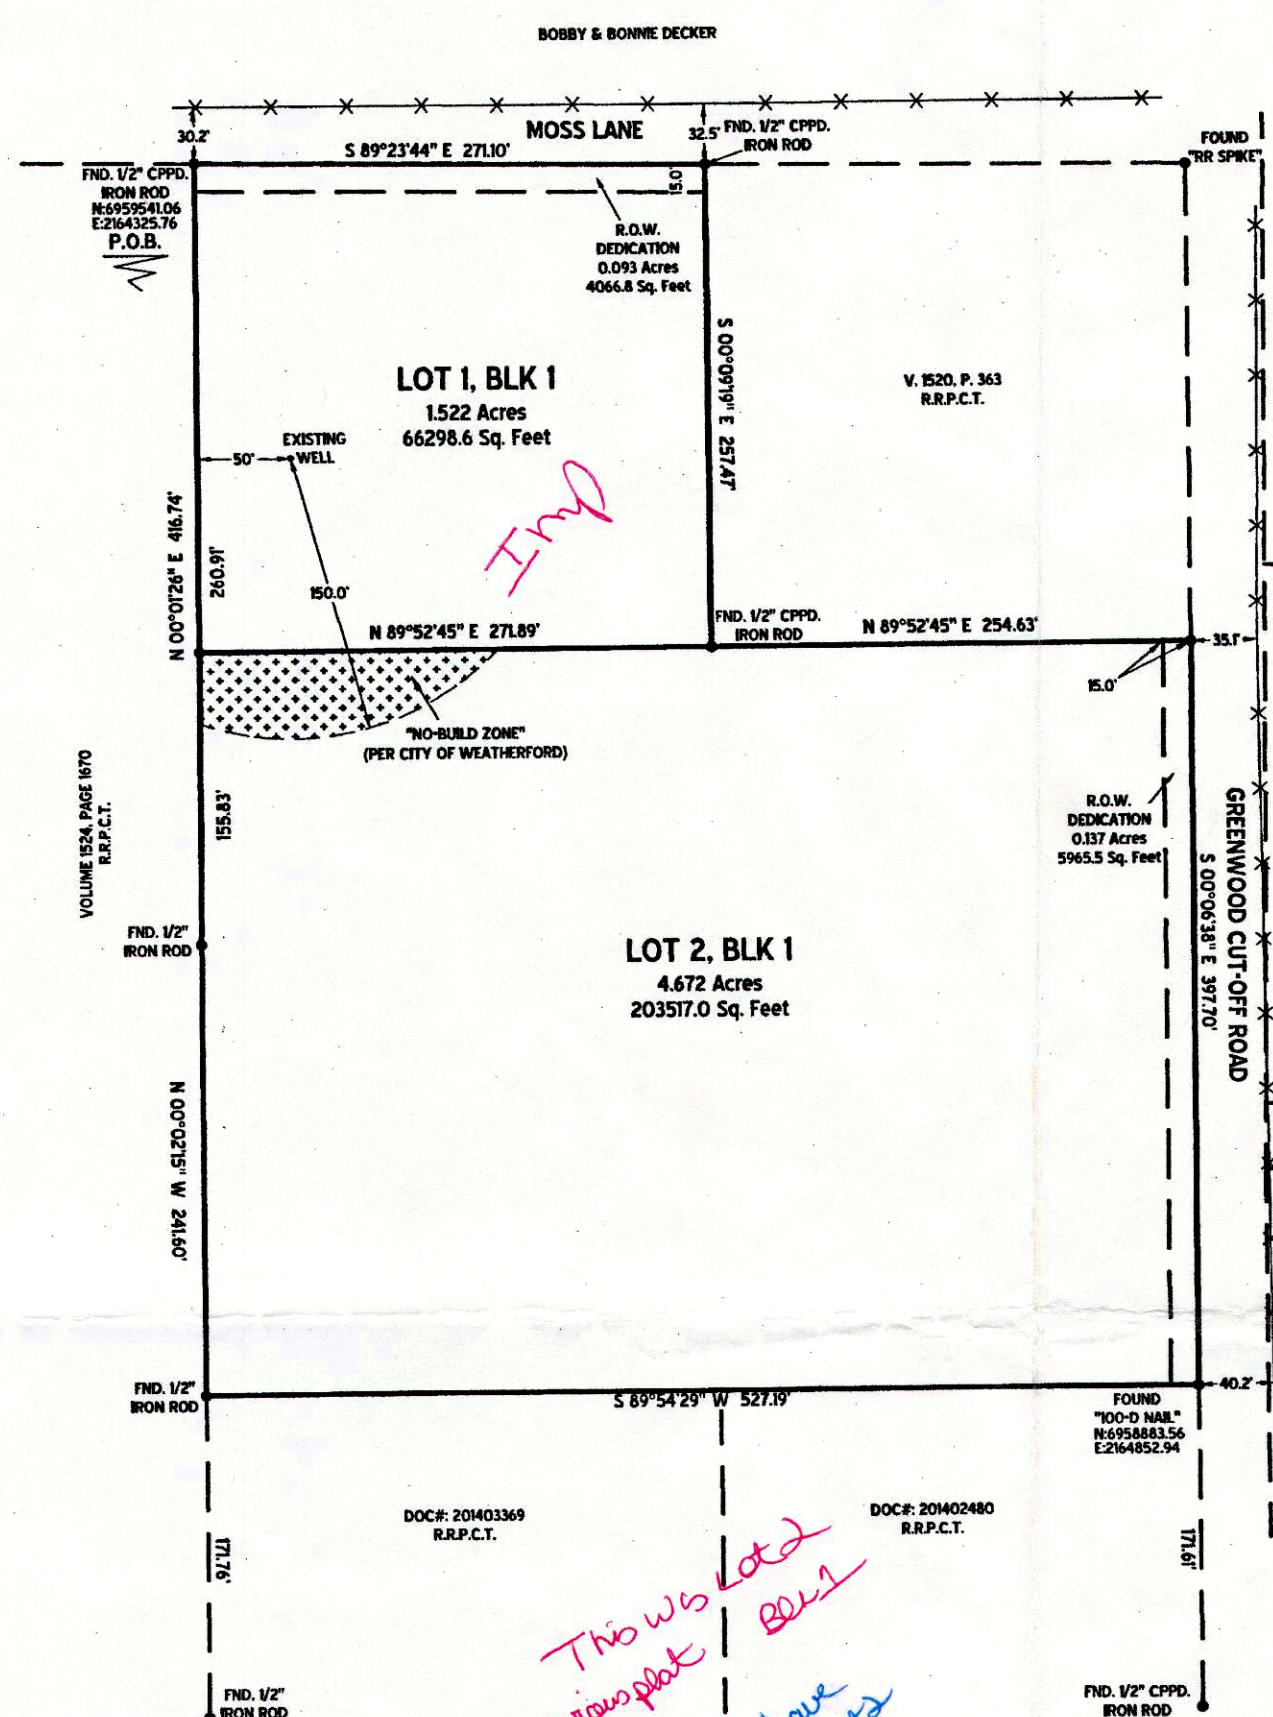 BOBBY & BONNIE DECKER
30.2'
MOSS LANE
32.5'
FND. 1/2" CPPD.
IRON ROD
FOUND
"RR SPIKE"
S 89°23'44" E 271.10'
FND. 1/2" CPPD.
IRON ROD
N:6959541.06
E:2164325.76
P.O.B.
15.0'
R.O.W.
DEDICATION
0.093 Acres
4066.8 Sq. Feet
S 00°09'19" E 257.47'
LOT 1, BLK 1
1.522 Acres
66298.6 Sq. Feet
V. 1520, P. 363
R.R.P.C.T.
EXISTING
WELL
50'
Imp
N 00°01'26" E 416.74'
260.91'
150.0'
N 89°52'45" E 271.89'
FND. 1/2" CPPD.
IRON ROD
N 89°52'45" E 254.63'
35.1'
15.0'
"NO-BUILD ZONE"
(PER CITY OF WEATHERFORD)
VOLUME 1524, PAGE 1670
R.R.P.C.T.
155.83'
R.O.W.
DEDICATION
0.137 Acres
5965.5 Sq. Feet
GREENWOOD CUT-OFF ROAD
S 00°06'38" E 397.70'
FND. 1/2"
IRON ROD
LOT 2, BLK 1
4.672 Acres
203517.0 Sq. Feet
N 00°02'15" W 241.60'
FND. 1/2"
IRON ROD
S 89°54'29" W 527.19'
40.2'
FOUND
"100-D NAIL"
N:6958883.56
E:2164852.94
DOC#: 201403369
R.R.P.C.T.
DOC#: 201402480
R.R.P.C.T.
171.76'
171.61'
This was Lot 2
Blk 1
plat
FND. 1/2"
IRON ROD
FND. 1/2" CPPD.
IRON ROD